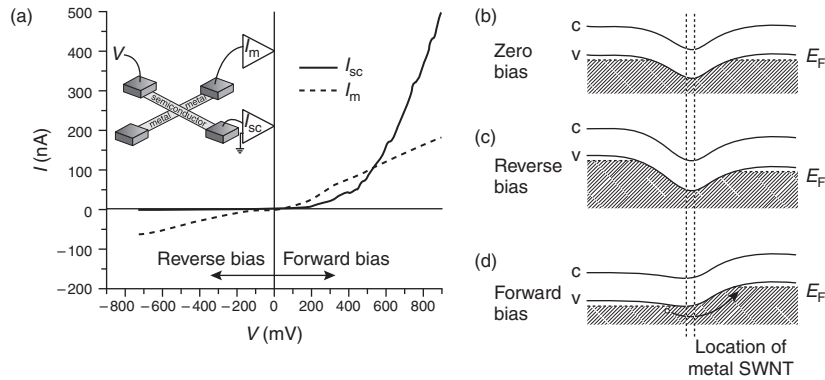 (a)
500
400
300
200
100
0
−100
−200
I (nA)
−800 −600 −400 −200 0 200 400 600 800
V (mV)
V
I_m
I_sc
semiconductor
metal
metal
I_sc
I_m
Reverse bias
Forward bias
(b)
Zero
bias
C
V
E_F
(c)
Reverse
bias
C
V
E_F
(d)
Forward
bias
C
V
E_F
Location of
metal SWNT